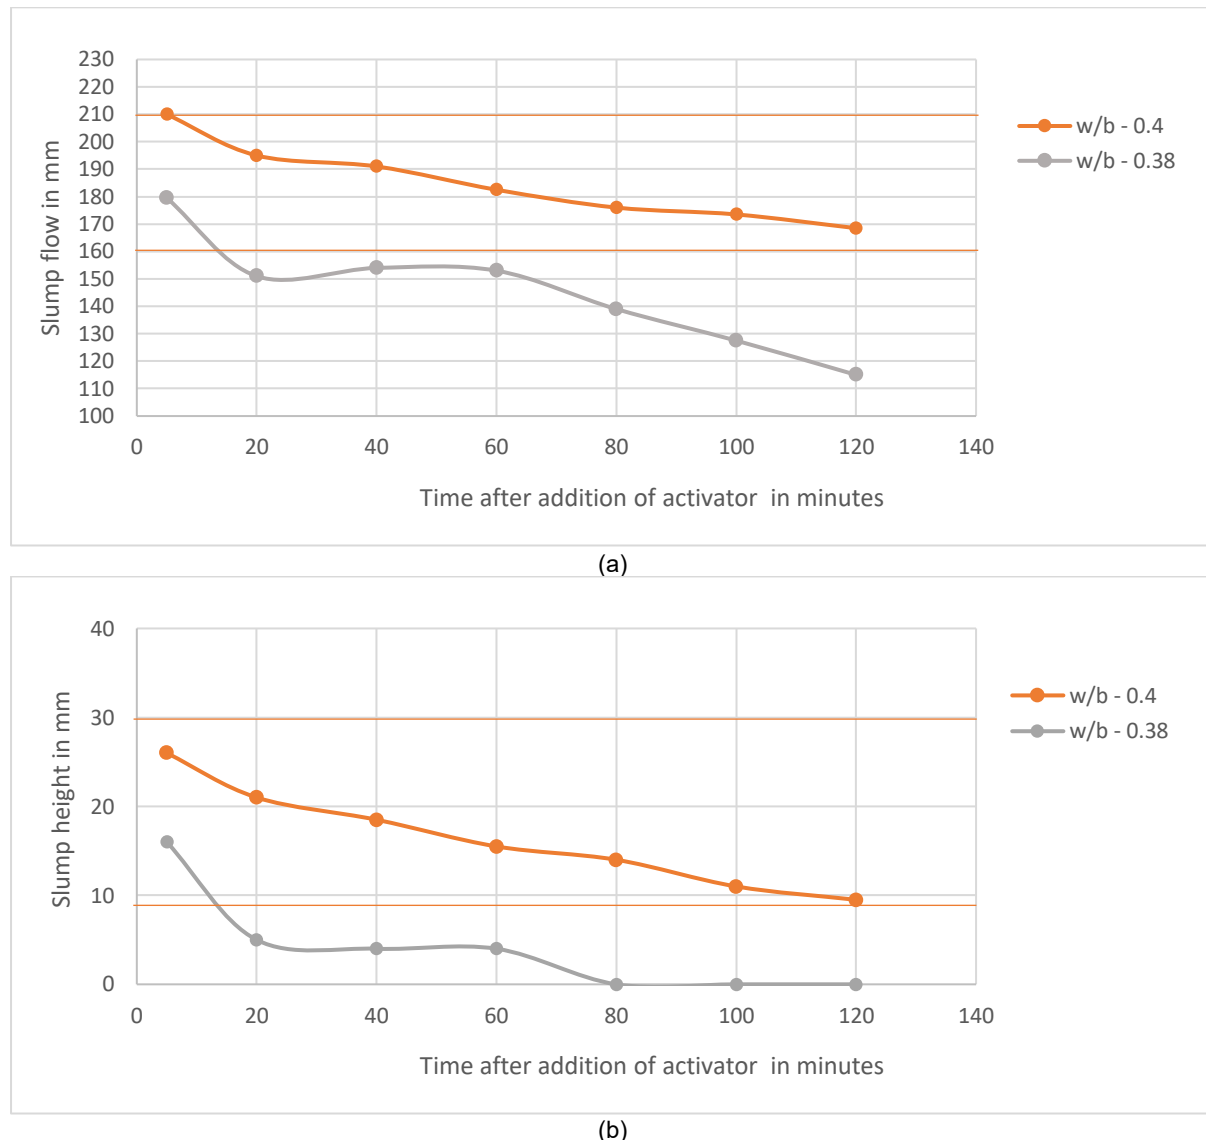 230
220
210
200
190
180
170
160
150
140
130
120
110
100
Slump flow in mm
0 20 40 60 80 100 120 140
Time after addition of activator in minutes
w/b - 0.4
w/b - 0.38
(a)
40
30
20
10
0
Slump height in mm
0 20 40 60 80 100 120 140
Time after addition of activator in minutes
w/b - 0.4
w/b - 0.38
(b)